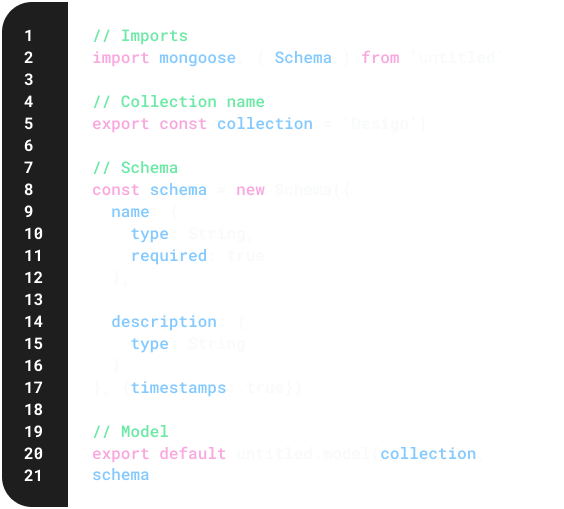 1 // Imports
2 import mongoose, { Schema } from 'untitled'
3
4 // Collection name
5 export const collection = 'Design';
6
7 // Schema
8 const schema = new Schema({
9 name: {
10 type: String,
11 required: true
12 },
13
14 description: {
15 type: String
16 }
17 }, {timestamps: true})
18
19 // Model
20 export default untitled.model(collection,
21 schema